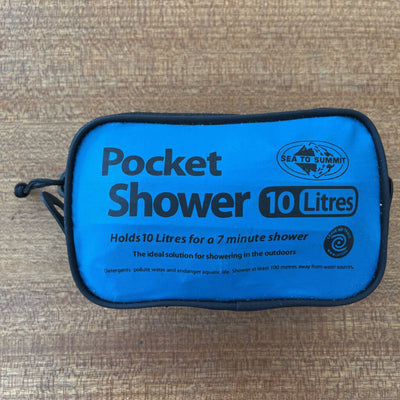 SEA TO SUMMIT
Pocket
Shower 10 Litres
Holds 10 Litres for a 7 minute shower
The ideal solution for showering in the outdoors
Detergents pollute water and endanger aquatic life. Shower at least 100 metres away from water sources.